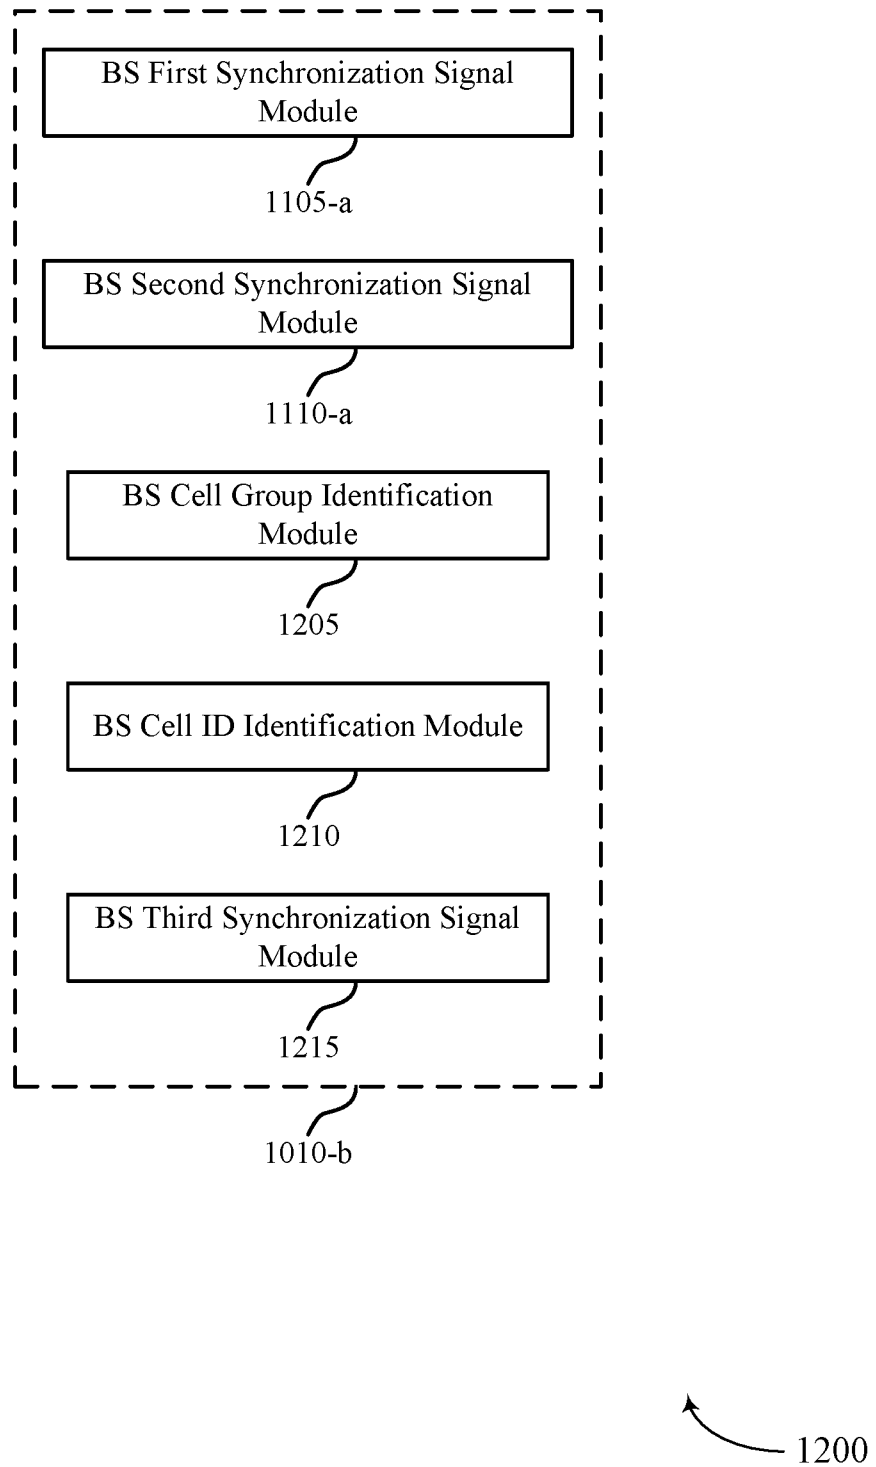 BS First Synchronization Signal
Module
1105-a
BS Second Synchronization Signal
Module
1110-a
BS Cell Group Identification
Module
1205
BS Cell ID Identification Module
1210
BS Third Synchronization Signal
Module
1215
1010-b
1200